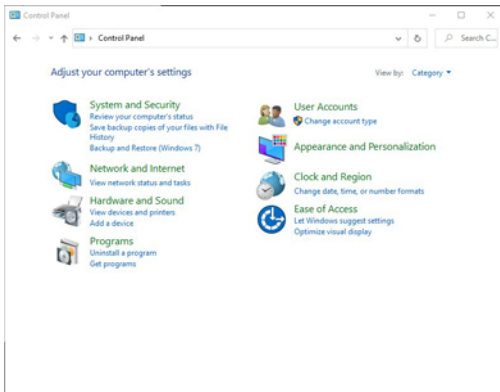 Control Panel
Control Panel
Search C...
Adjust your computer's settings
View by: Category
System and Security
Review your computer's status
Save backup copies of your files with File
History
Backup and Restore (Windows 7)
Network and Internet
View network status and tasks
Hardware and Sound
View devices and printers
Add a device
Programs
Uninstall a program
Get programs
User Accounts
Change account type
Appearance and Personalization
Clock and Region
Change date, time, or number formats
Ease of Access
Let Windows suggest settings
Optimize visual display